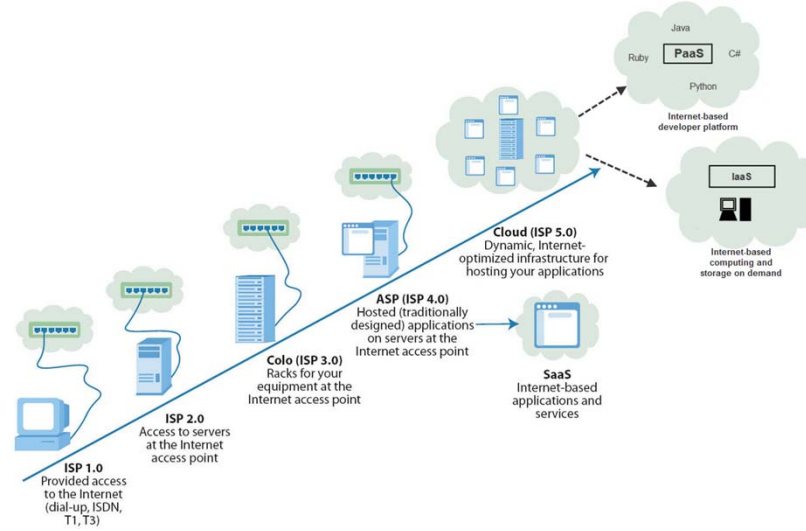 Java
Ruby
PaaS
C#
Python
Internet-based
developer platform
IaaS
Internet-based
computing and
storage on demand
Cloud (ISP 5.0)
Dynamic, Internet-
optimized infrastructure for
hosting your applications
ASP (ISP 4.0)
Hosted (traditionally
designed) applications
on servers at the
Internet access point
SaaS
Internet-based
applications and
services
Colo (ISP 3.0)
Racks for your
equipment at the
Internet access point
ISP 2.0
Access to servers
at the Internet
access point
ISP 1.0
Provided access
to the Internet
(dial-up, ISDN,
T1, T3)